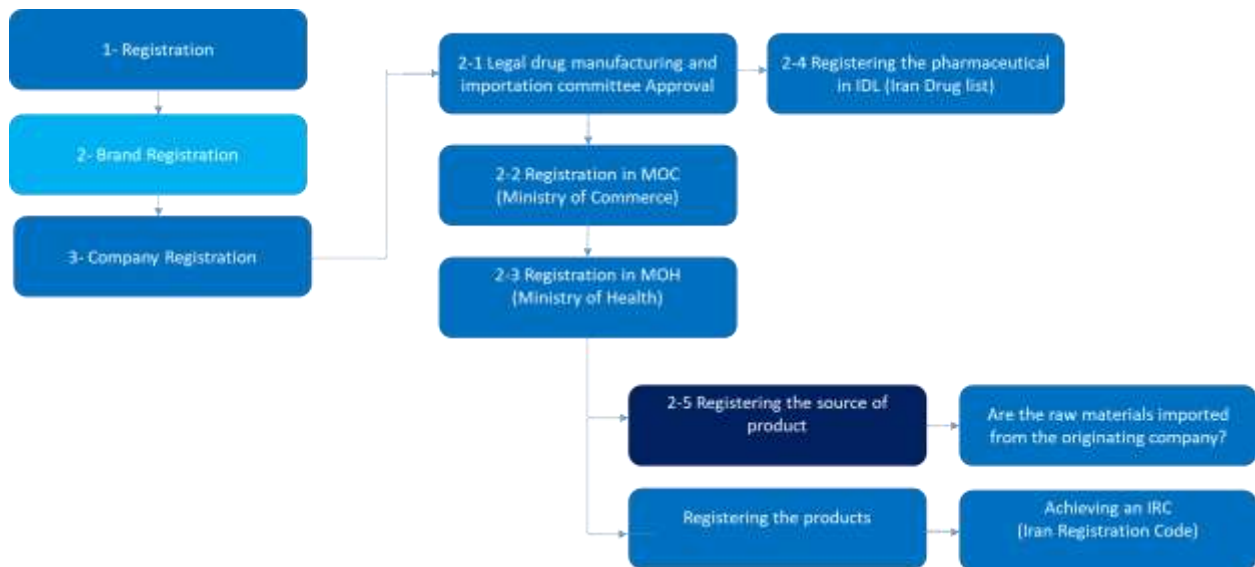 1- Registration
2- Brand Registration
3- Company Registration
2-1 Legal drug manufacturing and
importation committee Approval
2-4 Registering the pharmaceutical
in IDL (Iran Drug list)
2-2 Registration in MOC
(Ministry of Commerce)
2-3 Registration in MOH
(Ministry of Health)
2-5 Registering the source of
product
Are the raw materials imported
from the originating company?
Registering the products
Achieving an IRC
(Iran Registration Code)